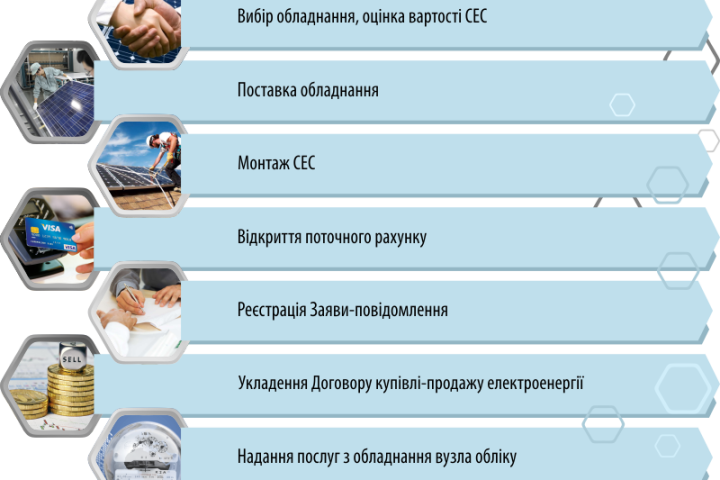 Вибір обладнання, оцінка вартості СЕС
Поставка обладнання
Монтаж СЕС
VISA
VISA
Відкриття поточного рахунку
Реєстрація Заяви-повідомлення
SELL
Укладення Договору купівлі-продажу електроенергії
Надання послуг з обладнання вузла обліку